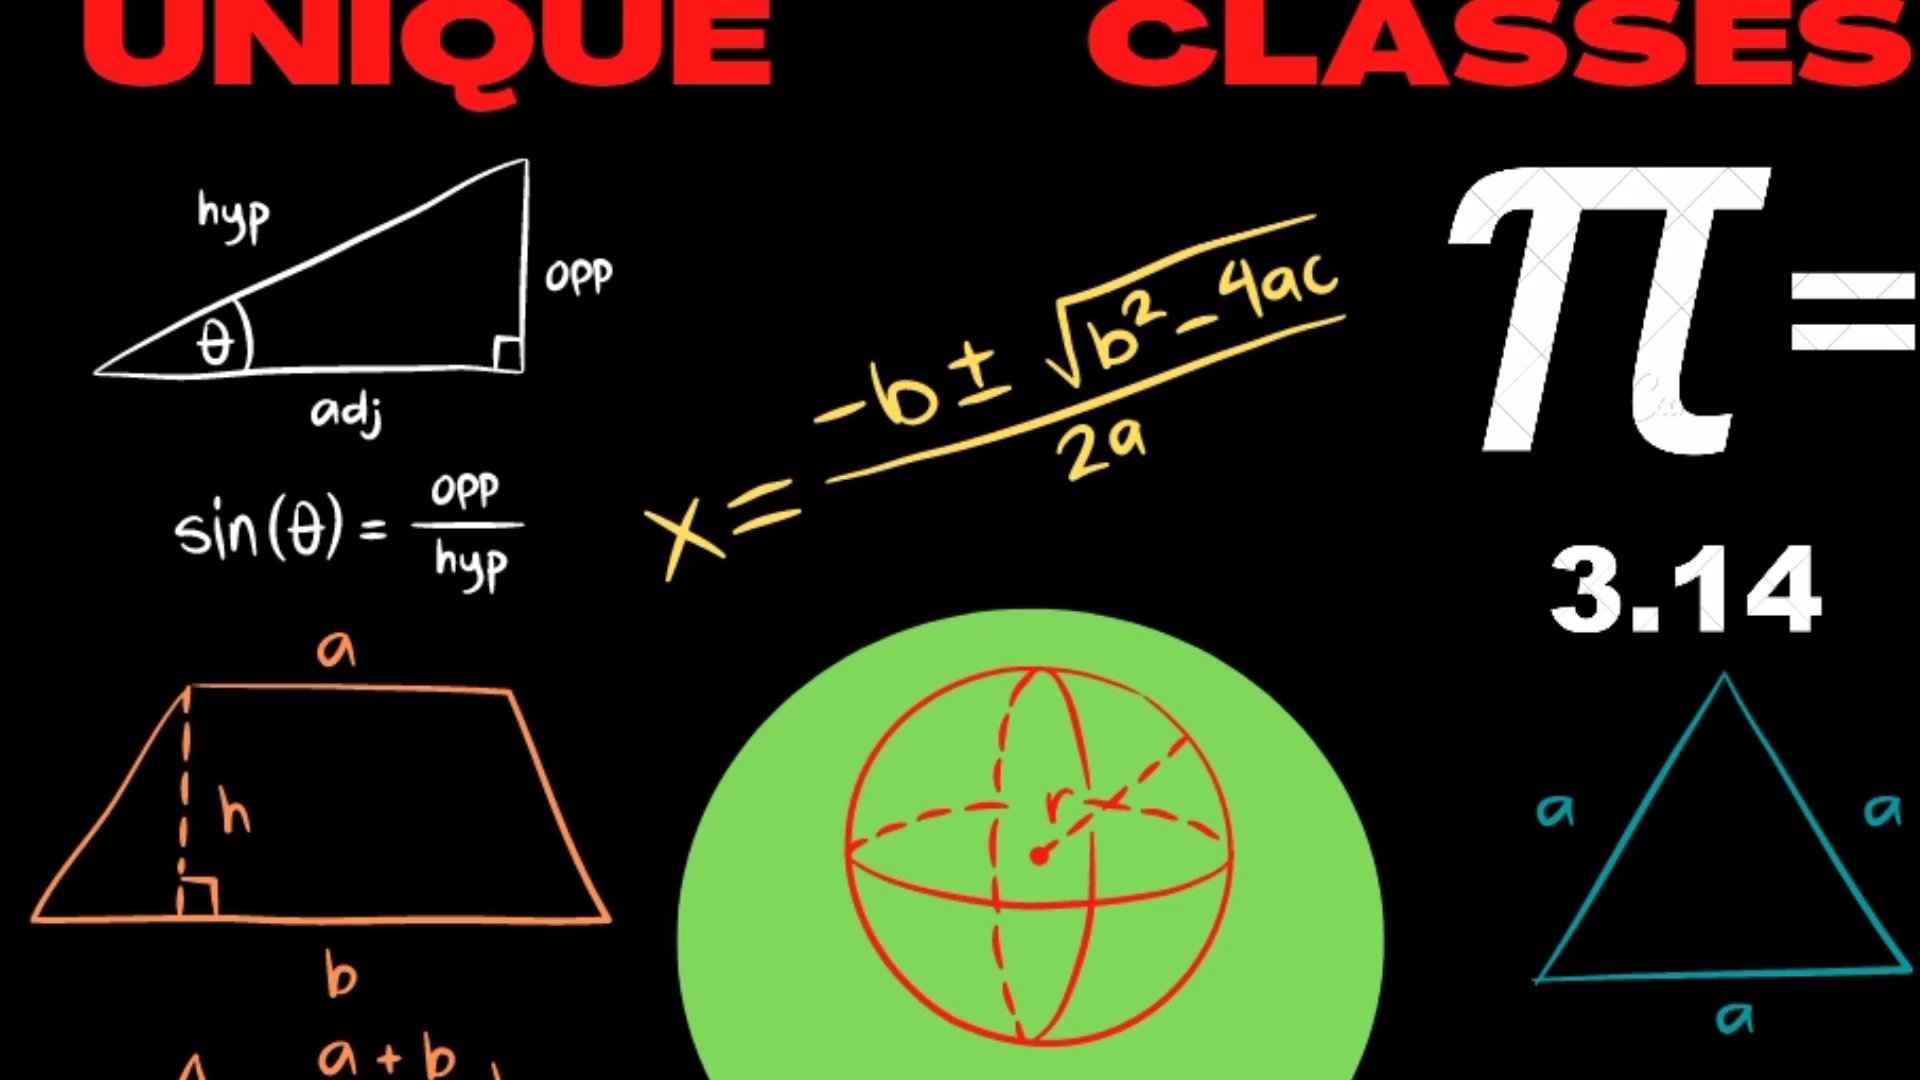 UNIQUE CLASSES
hyp
opp
θ
adj
sin(θ) = opp/hyp
x = -b ± √b² - 4ac / 2a
π =
3.14
a
h
b
a + b
r
a
a
a